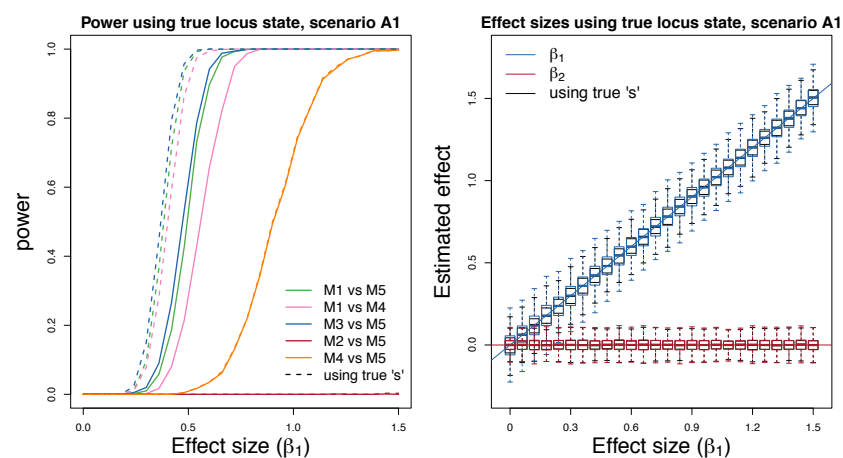 Power using true locus state, scenario A1
power
1.0
0.8
0.6
0.4
0.2
0.0
M1 vs M5
M1 vs M4
M3 vs M5
M2 vs M5
M4 vs M5
using true 's'
0.0 0.5 1.0 1.5
Effect size (β₁)
Effect sizes using true locus state, scenario A1
Estimated effect
1.5
1.0
0.5
0.0
β₁
β₂
using true 's'
0 0.3 0.6 0.9 1.2 1.5
Effect size (β₁)